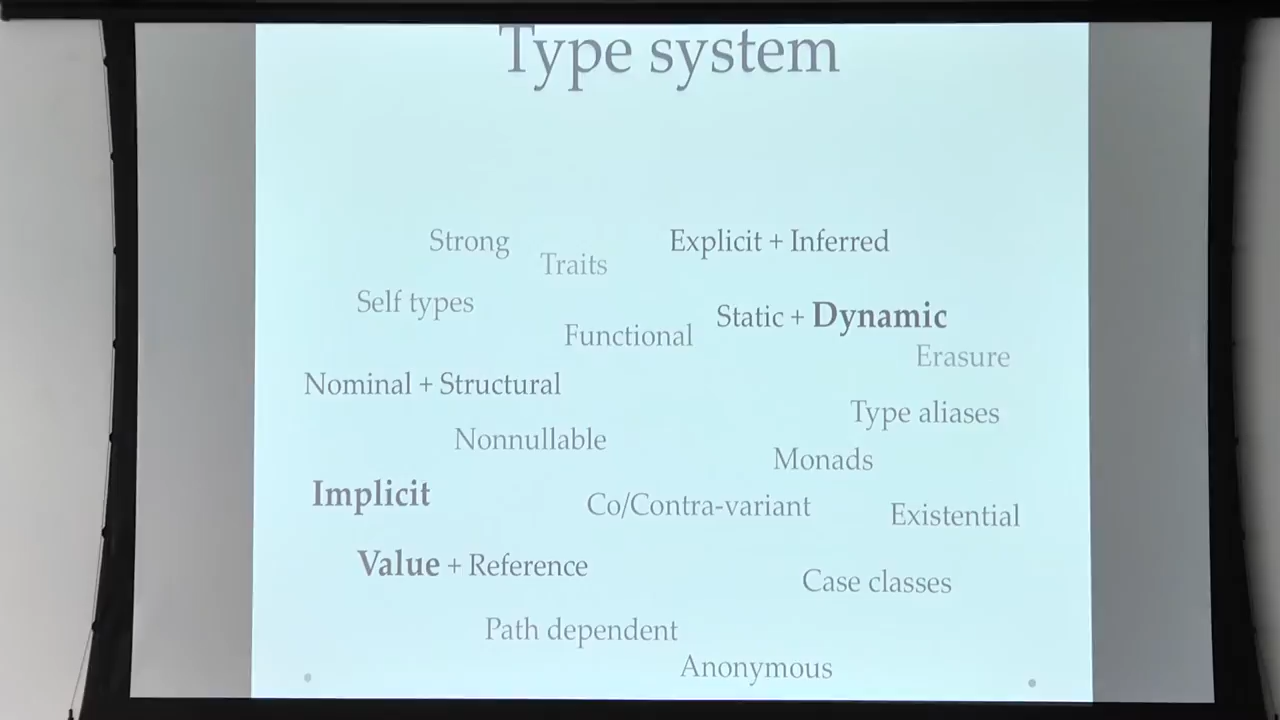 Type system
Strong
Explicit + Inferred
Traits
Self types
Static + Dynamic
Functional
Erasure
Nominal + Structural
Type aliases
Nonnullable
Monads
Implicit
Co/Contra-variant
Existential
Value + Reference
Case classes
Path dependent
Anonymous